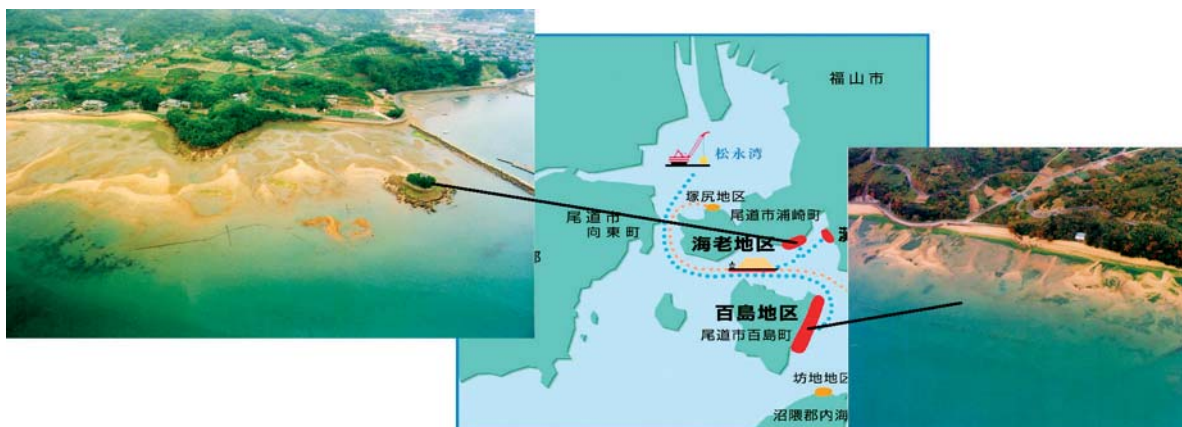 福山市
松永湾
塚尻地区
尾道市浦崎町
尾道市
向東町
海老地区
百島地区
尾道市百島町
坊地地区
沼隈郡内海